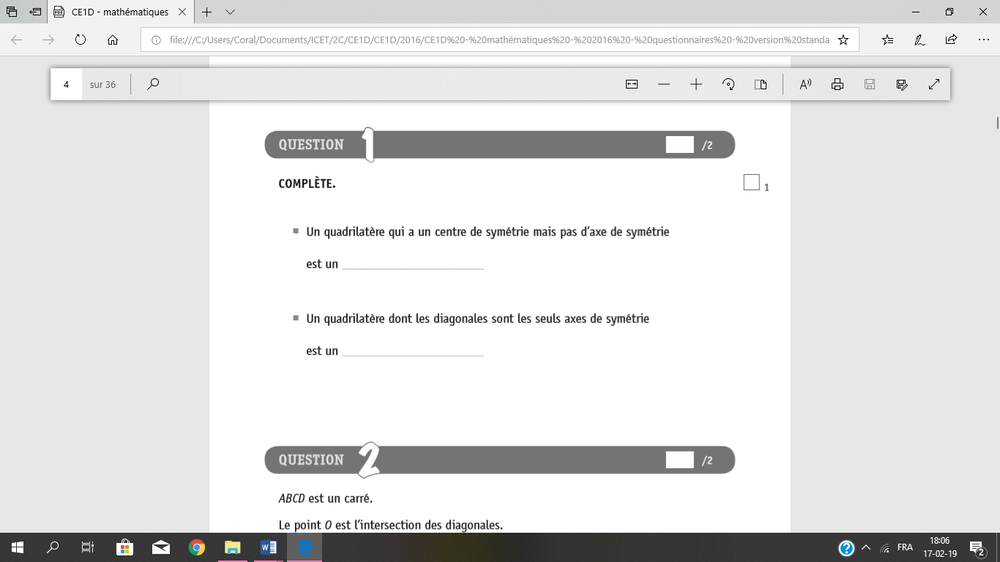 CE1D - mathématiques
file:///C:/Users/Coral/Documents/ICET/2C/CE1D/CE1D/2016/CE1D%20-%20mathématiques%20-%202016%20-%20questionnaires%20-%20version%20standa
4 sur 36
QUESTION 1 /2
COMPLÈTE. 1
Un quadrilatère qui a un centre de symétrie mais pas d'axe de symétrie
est un
Un quadrilatère dont les diagonales sont les seuls axes de symétrie
est un
QUESTION 2 /2
ABCD est un carré.
Le point O est l'intersection des diagonales.
FRA
18:06
17-02-19
2